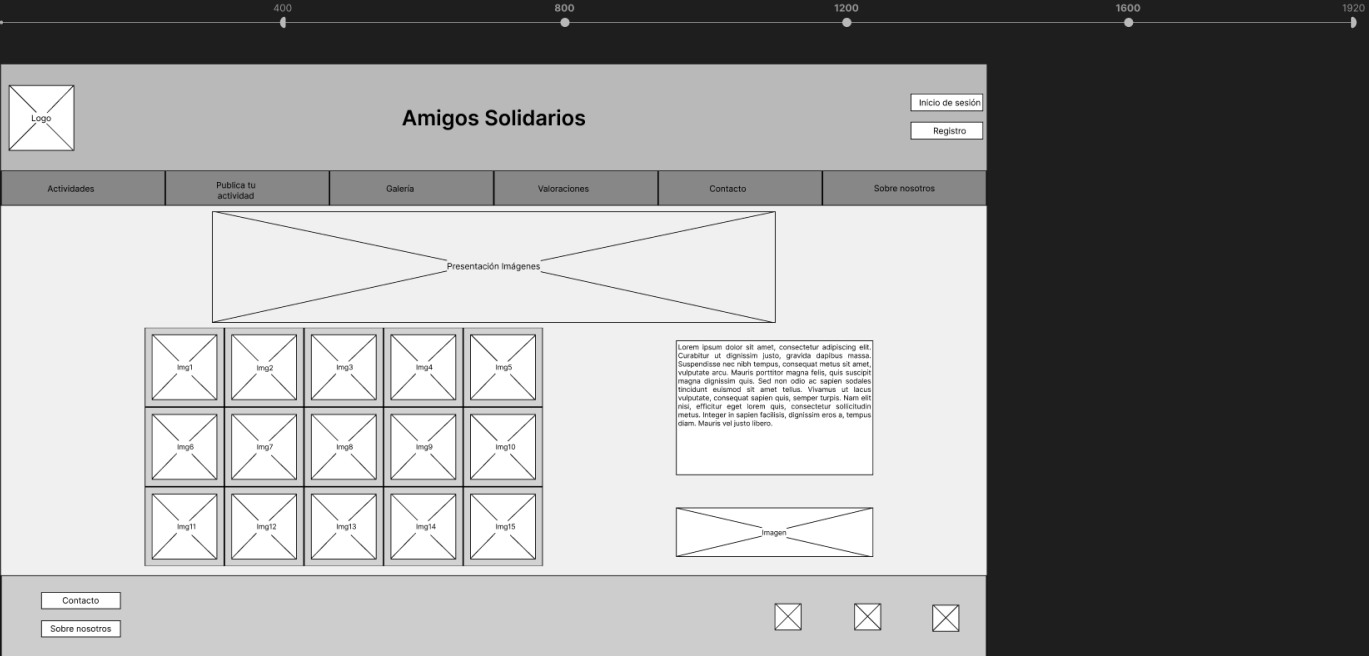 400 800 1200 1600 1920
Logo
Amigos Solidarios
Inicio de sesión
Registro
Actividades
Publica tu
actividad
Galería
Valoraciones
Contacto
Sobre nosotros
Presentación Imágenes
Img1 Img2 Img3 Img4 Img5
Img6 Img7 Img8 Img9 Img10
Img11 Img12 Img13 Img14 Img15
Lorem ipsum dolor sit amet, consectetur adipiscing elit.
Curabitur ut dignissim justo, gravida dapibus massa.
Suspendisse nec nibh tempus, consequat metus sit amet,
vulputate arcu. Mauris porttitor magna felis, quis suscipit
magna dignissim quis. Sed non odio ac sapien sodales
tincidunt euismod sit amet tellus. Vivamus ut lacus
vulputate, consequat sapien quis, semper turpis. Nam elit
nisi, efficitur eget lorem quis, consectetur sollicitudin
metus. Integer in sapien facilisis, dignissim eros a, tempus
diam. Mauris vel justo libero.
Imagen
Contacto
Sobre nosotros